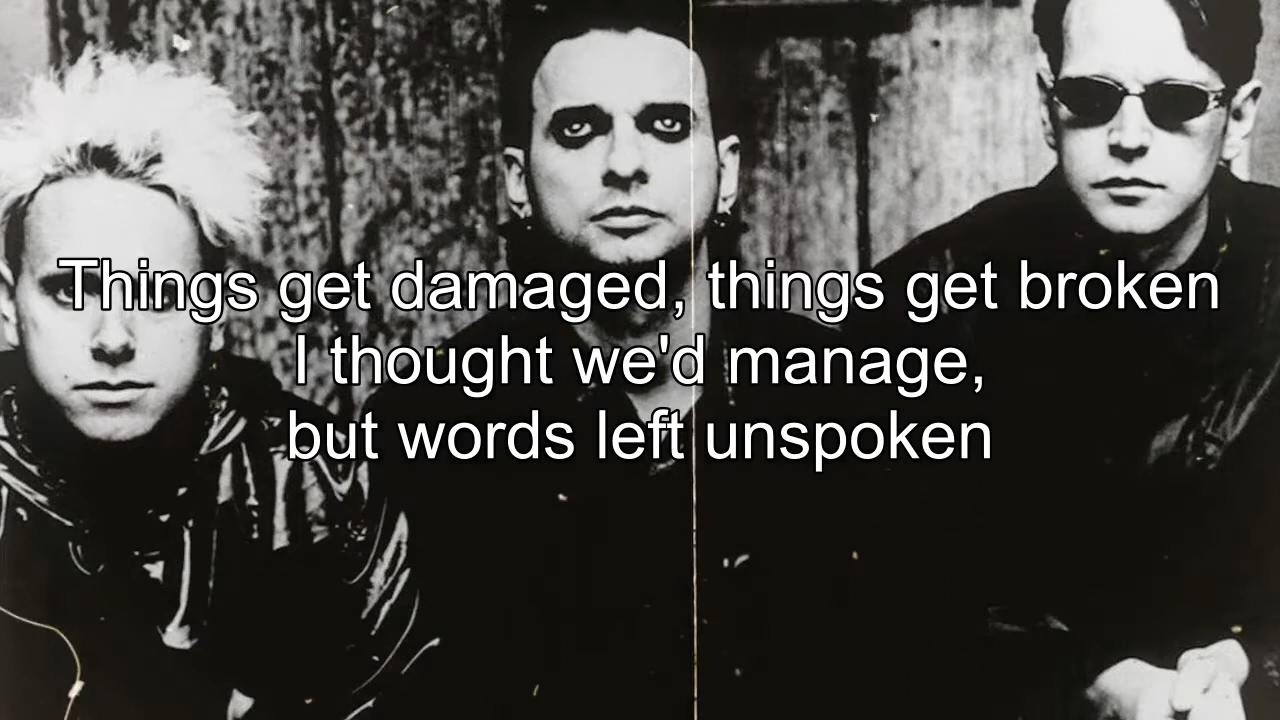 Things get damaged, things get broken
I thought we'd manage,
but words left unspoken